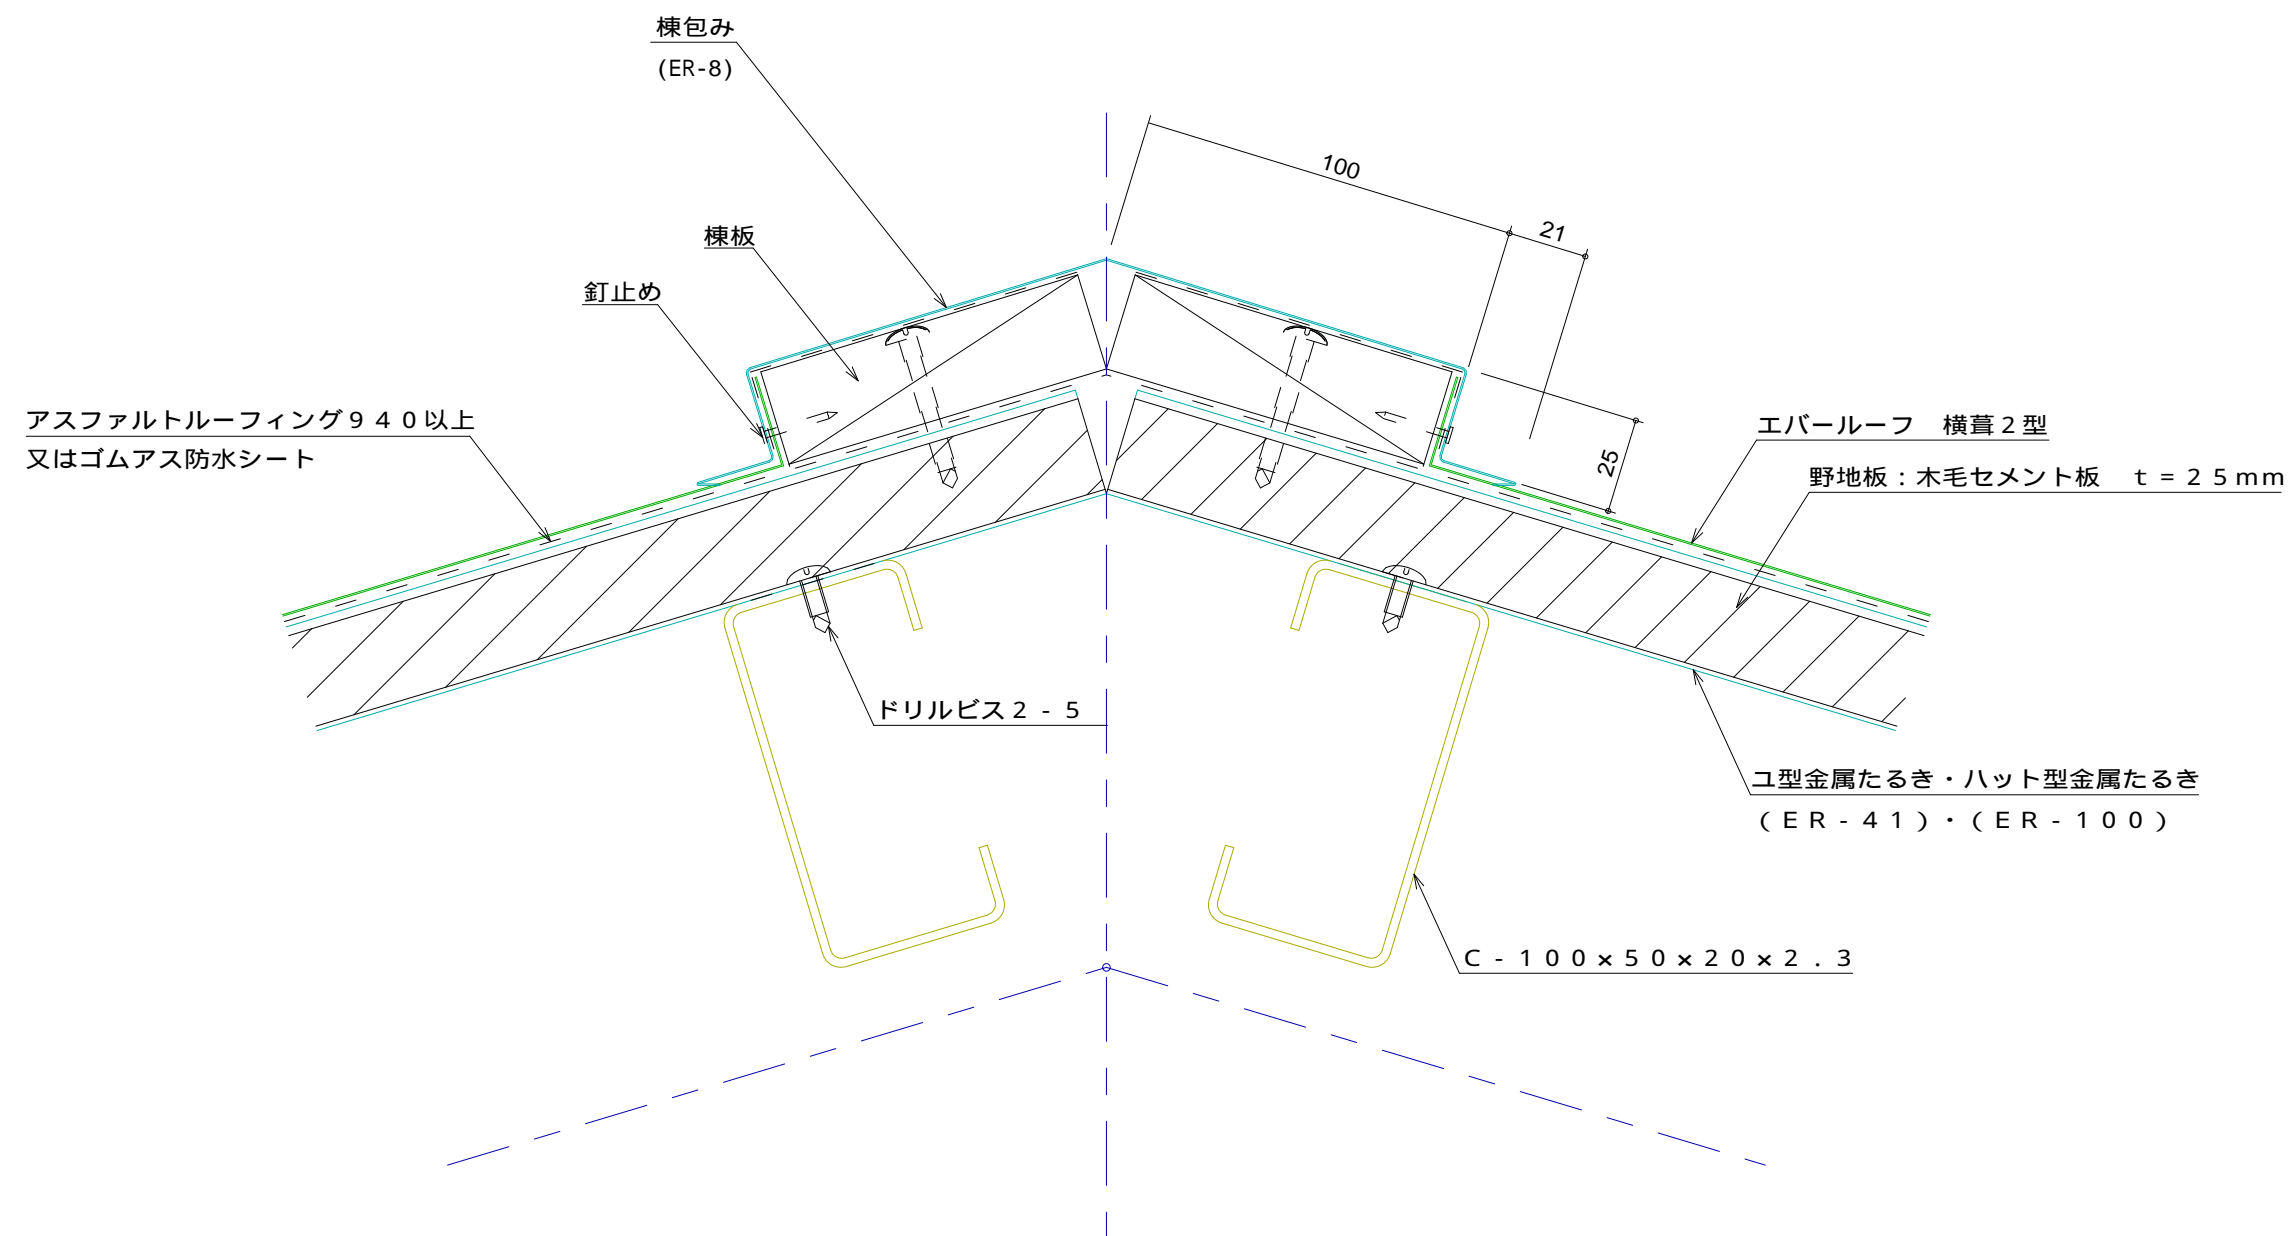 棟包み
(ER-8)
100
21
棟板
釘止め
アスファルトルーフィング９４０以上
又はゴムアス防水シート
エバールーフ　横葺２型
25
野地板：木毛セメント板　ｔ＝２５ｍｍ
ドリルビス２-５
ユ型金属たるき・ハット型金属たるき
（ＥＲ-４１）・（ＥＲ-１００）
Ｃ-１００×５０×２０×２.３